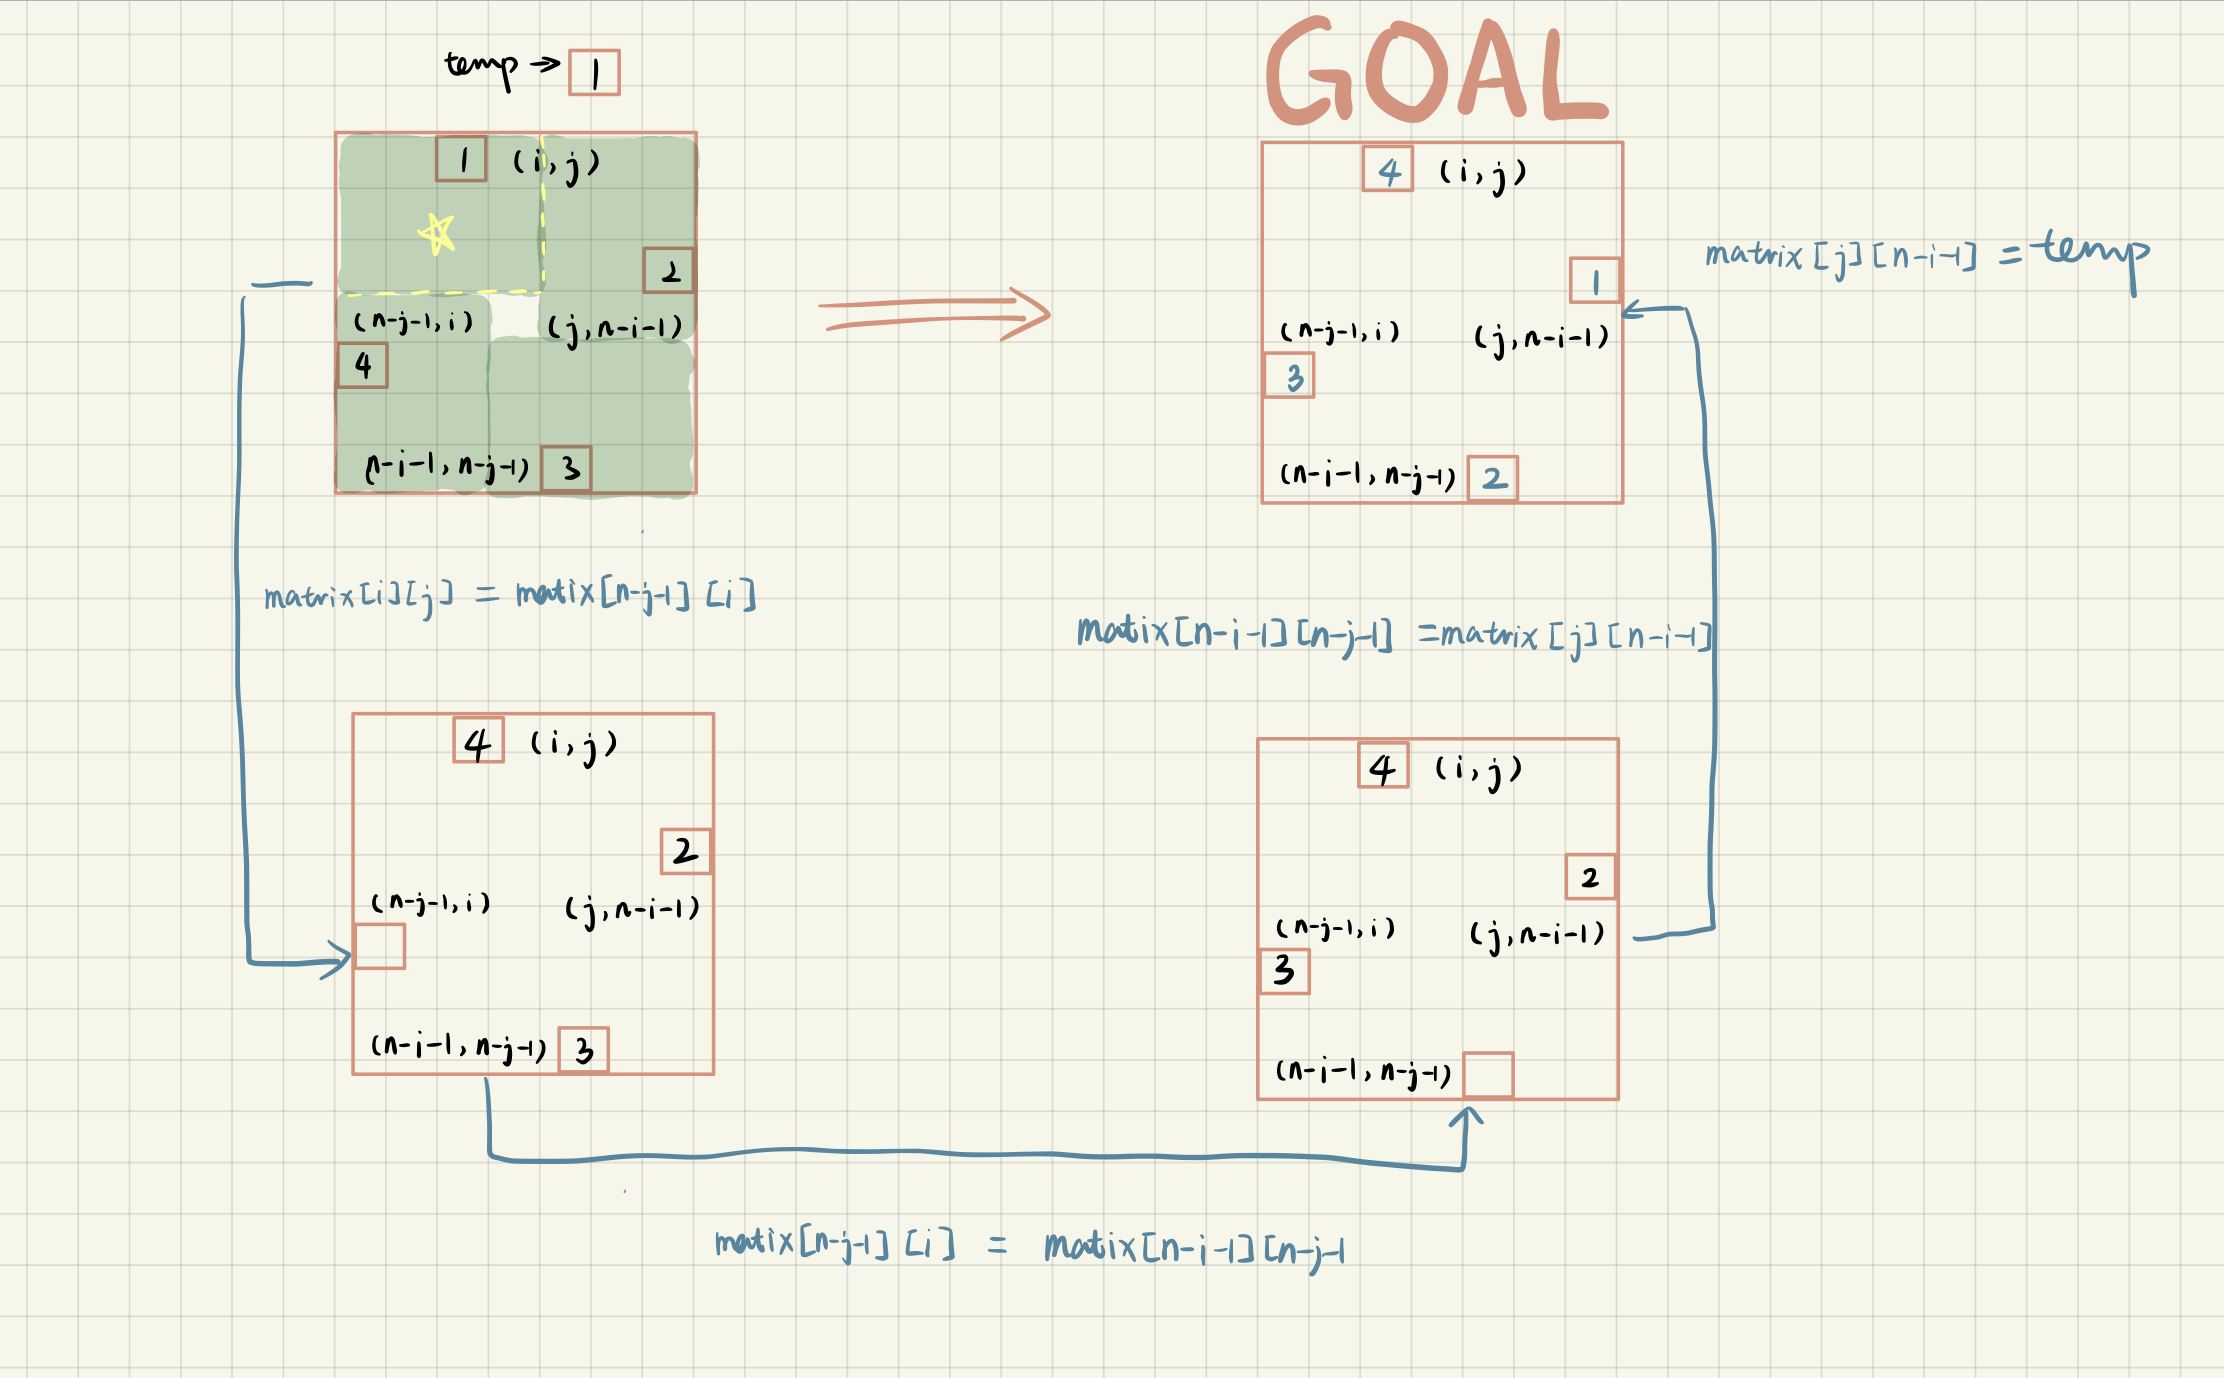 GOAL
temp → 1
1 (i,j)
2
(n-j-1,i) (j,n-i-1)
4
(n-i-1, n-j-1) 3
4 (i,j)
1
(n-j-1,i) (j,n-i-1)
3
(n-i-1, n-j-1) 2
matrix[j][n-i-1] = temp
matrix[i][j] = matix[n-j-1][i]
matix[n-i-1][n-j-1] =matrix[j][n-i-1]
4 (i,j)
2
(n-j-1,i) (j,n-i-1)
(n-i-1, n-j-1) 3
4 (i,j)
2
(n-j-1,i) (j,n-i-1)
3
(n-i-1, n-j-1)
matix[n-j-1][i] = matix[n-i-1][n-j-1